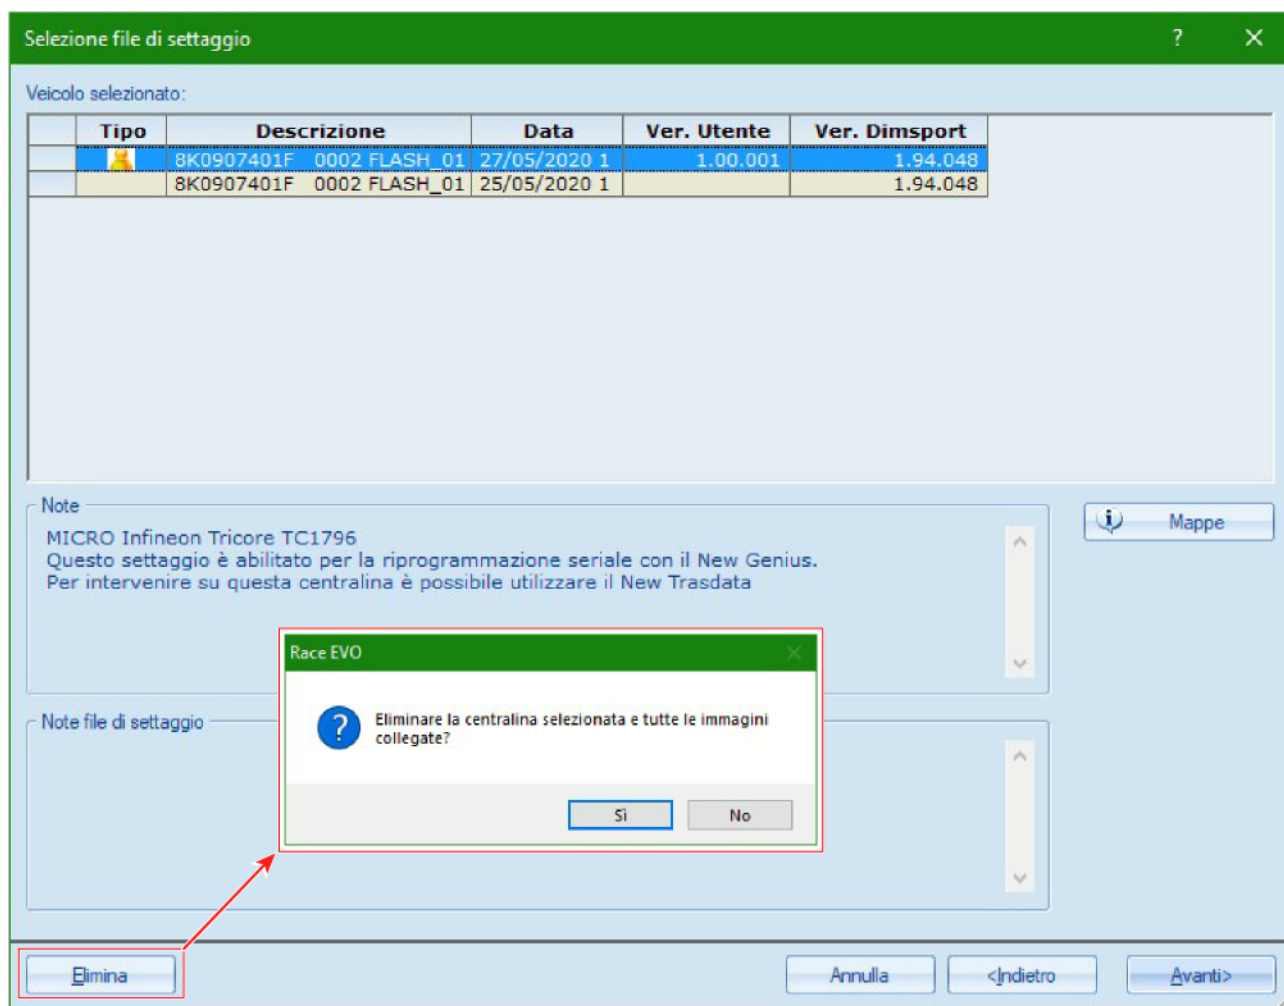 Selezione file di settaggio ? ×
Veicolo selezionato:
Tipo Descrizione Data Ver. Utente Ver. Dimsport
8K0907401F 0002 FLASH_01 27/05/2020 1 1.00.001 1.94.048
8K0907401F 0002 FLASH_01 25/05/2020 1 1.94.048
Note
MICRO Infineon Tricore TC1796
Questo settaggio è abilitato per la riprogrammazione seriale con il New Genius.
Per intervenire su questa centralina è possibile utilizzare il New Trasdata
Mappe
Race EVO
Eliminare la centralina selezionata e tutte le immagini
collegate?
Sì No
Note file di settaggio
Elimina Annulla <Indietro Avanti>